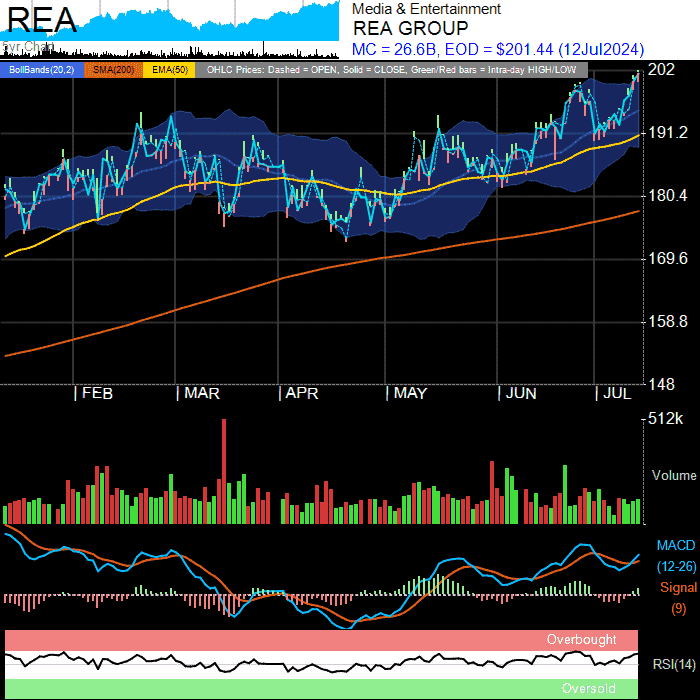 REA
Media & Entertainment
REA GROUP
MC = 26.6B, EOD = $201.44 (12Jul2024)
5yr Chart
BollBands(20,2) SMA(200) EMA(50) OHLC Prices: Dashed = OPEN, Solid = CLOSE, Green/Red bars = Intra-day HIGH/LOW
202
191.2
180.4
169.6
158.8
148
| FEB | MAR | APR | MAY | JUN | JUL
512k
Volume
MACD
(12-26)
Signal
(9)
Overbought
RSI(14)
Oversold